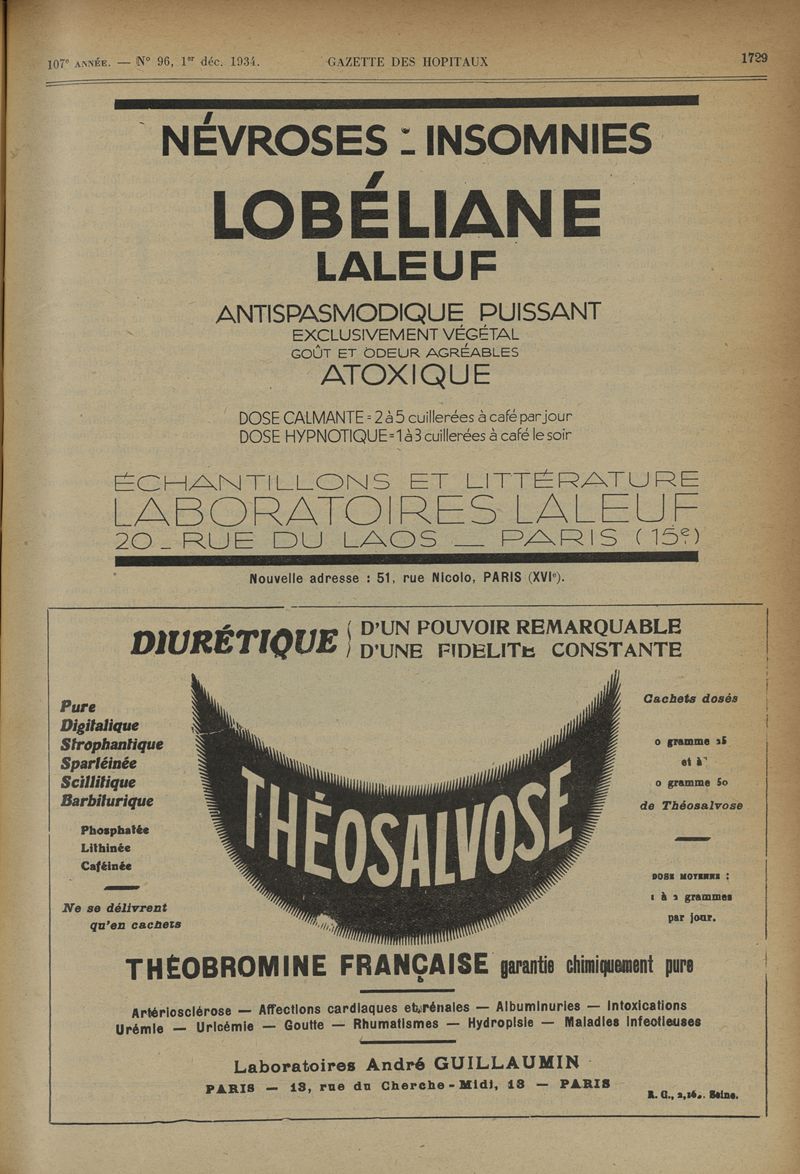 107e ANNÉE. — N° 96, 1er déc. 1934. GAZETTE DES HOPITAUX 1729
NÉVROSES - INSOMNIES
LOBÉLIANE
LALEUF
ANTISPASMODIQUE PUISSANT
EXCLUSIVEMENT VÉGÉTAL
GOÛT ET ODEUR AGRÉABLES
ATOXIQUE
DOSE CALMANTE = 2 à 5 cuillerées à café par jour
DOSE HYPNOTIQUE = 1 à 3 cuillerées à café le soir
ÉCHANTILLONS ET LITTÉRATURE
LABORATOIRES LALEUF
20 - RUE DU LAOS — PARIS (15e)
Nouvelle adresse : 51, rue Nicolo, PARIS (XVIe).
DIURÉTIQUE
D'UN POUVOIR REMARQUABLE
D'UNE FIDELITE CONSTANTE
Pure
Digitalique
Strophantique
Spartéinée
Scillitique
Barbiturique
Phosphatée
Lithinée
Caféinée
Ne se délivrent
qu'en cachets
THÉOSALVOSE
Cachets dosés
0 gramme 25
et à
0 gramme 50
de Théosalvose
DOSE MOYENNE :
1 à 2 grammes
par jour.
THÉOBROMINE FRANÇAISE garantie chimiquement pure
Artériosclérose — Affections cardiaques et rénales — Albuminuries — Intoxications
Urémie — Uricémie — Goutte — Rhumatismes — Hydropisie — Maladies infectieuses
Laboratoires André GUILLAUMIN
PARIS — 13, rue du Cherche-Midi, 13 — PARIS
R. C., Seine.